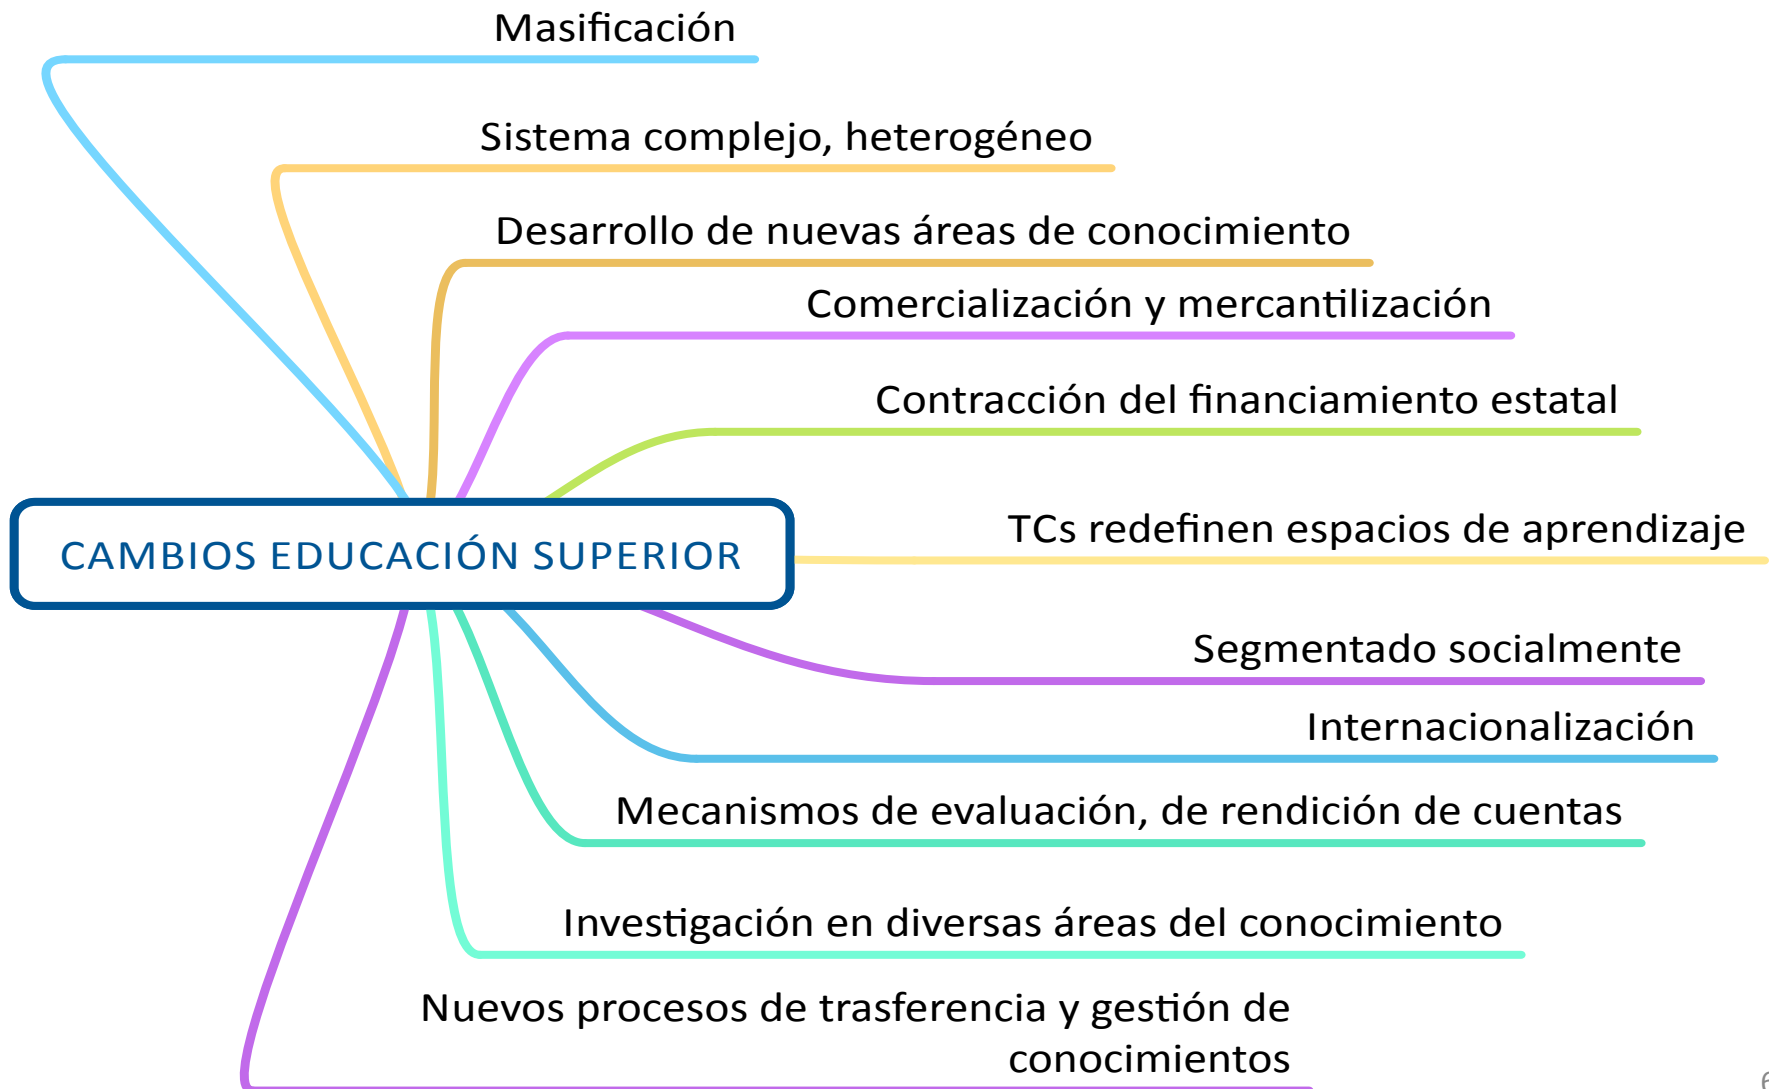 Masificación
Sistema complejo, heterogéneo
Desarrollo de nuevas áreas de conocimiento
Comercialización y mercantilización
Contracción del financiamiento estatal
CAMBIOS EDUCACIÓN SUPERIOR
TCs redefinen espacios de aprendizaje
Segmentado socialmente
Internacionalización
Mecanismos de evaluación, de rendición de cuentas
Investigación en diversas áreas del conocimiento
Nuevos procesos de trasferencia y gestión de
conocimientos